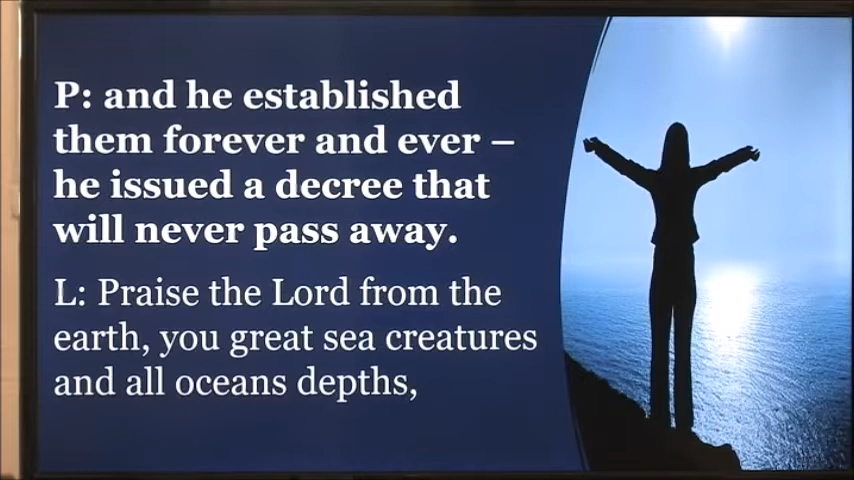 P: and he established
them forever and ever –
he issued a decree that
will never pass away.
L: Praise the Lord from the
earth, you great sea creatures
and all oceans depths,